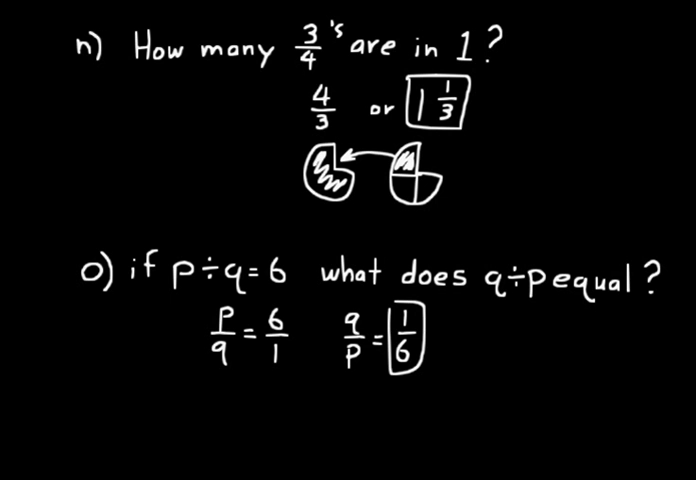 n) How many 3/4's are in 1?
4/3 or 1 1/3
o) if p÷q=6 what does q÷p equal?
p/q = 6/1 q/p = 1/6